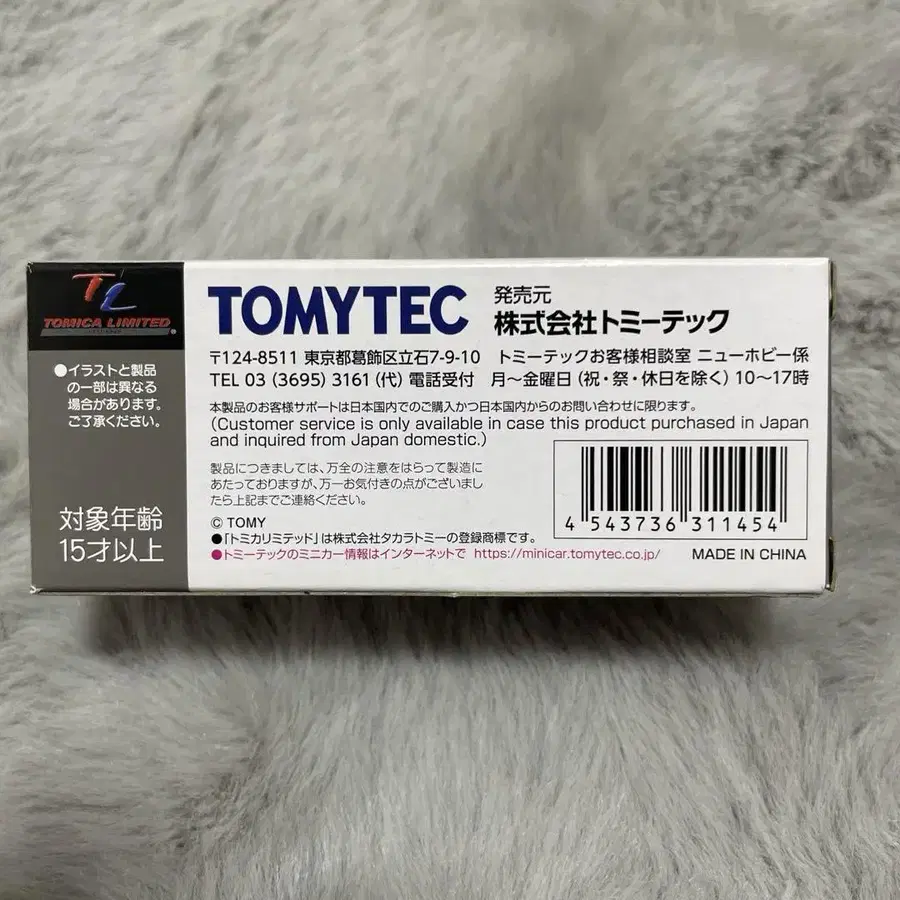 TL
TOMICA LIMITED
●イラストと製品
の一部は異なる
場合があります。
ご了承ください。
対象年齢
15才以上
TOMYTEC
発売元
株式会社トミーテック
〒124-8511 東京都葛飾区立石7-9-10 トミーテックお客様相談室 ニューホビー係
TEL 03 (3695) 3161 (代) 電話受付 月〜金曜日 (祝・祭・休日を除く) 10〜17時
本製品のお客様サポートは日本国内でのご購入かつ日本国内からのお問い合わせに限ります。
(Customer service is only available in case this product purchased in Japan
and inquired from Japan domestic.)
製品につきましては、万全の注意をはらって製造に
あたっておりますが、万一お気付きの点がございまし
たら上記までご連絡ください。
© TOMY
●「トミカリミテッド」は株式会社タカラトミーの登録商標です。
●トミーテックのミニカー情報はインターネットで https://minicar.tomytec.co.jp/
4 543736 311454
MADE IN CHINA